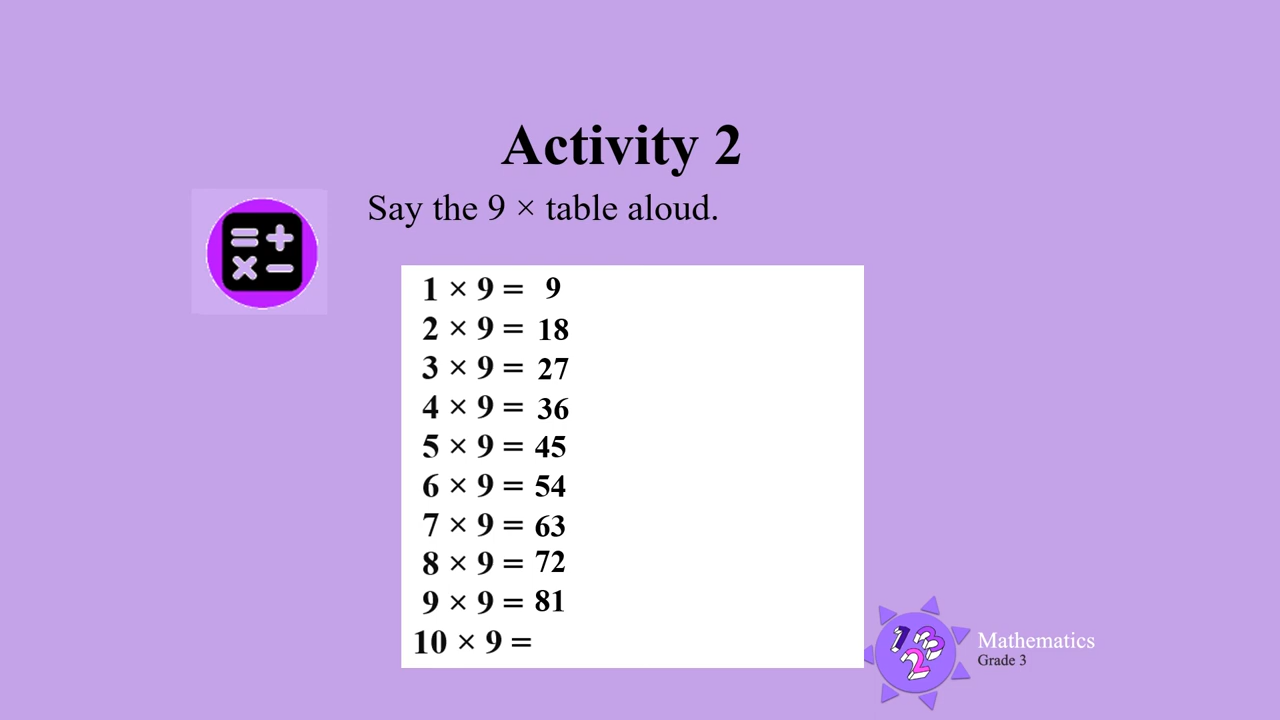 Activity 2
Say the 9 × table aloud.
1 × 9 = 9
2 × 9 = 18
3 × 9 = 27
4 × 9 = 36
5 × 9 = 45
6 × 9 = 54
7 × 9 = 63
8 × 9 = 72
9 × 9 = 81
10 × 9 =
123
Mathematics
Grade 3